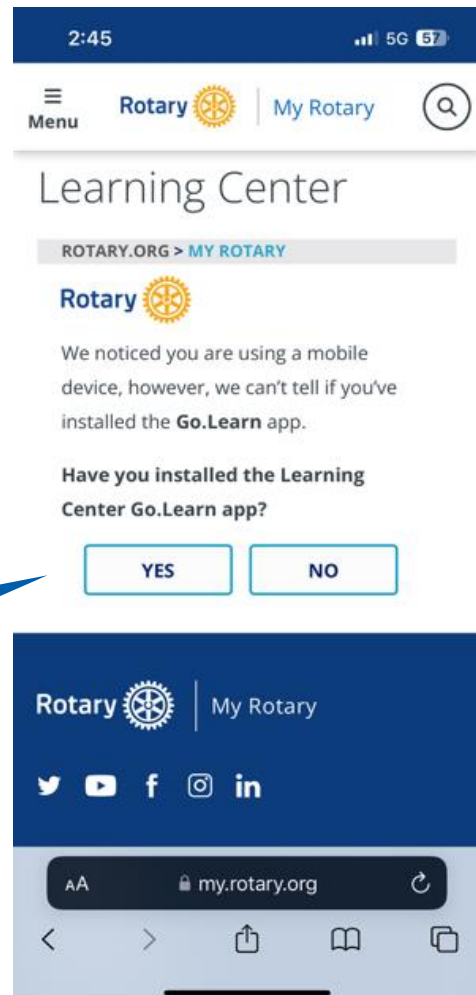 2:45
5G 57
Menu
Rotary
My Rotary
Learning Center
ROTARY.ORG > MY ROTARY
Rotary
We noticed you are using a mobile
device, however, we can't tell if you've
installed the Go.Learn app.
Have you installed the Learning
Center Go.Learn app?
YES NO
Rotary My Rotary
f in
AA my.rotary.org